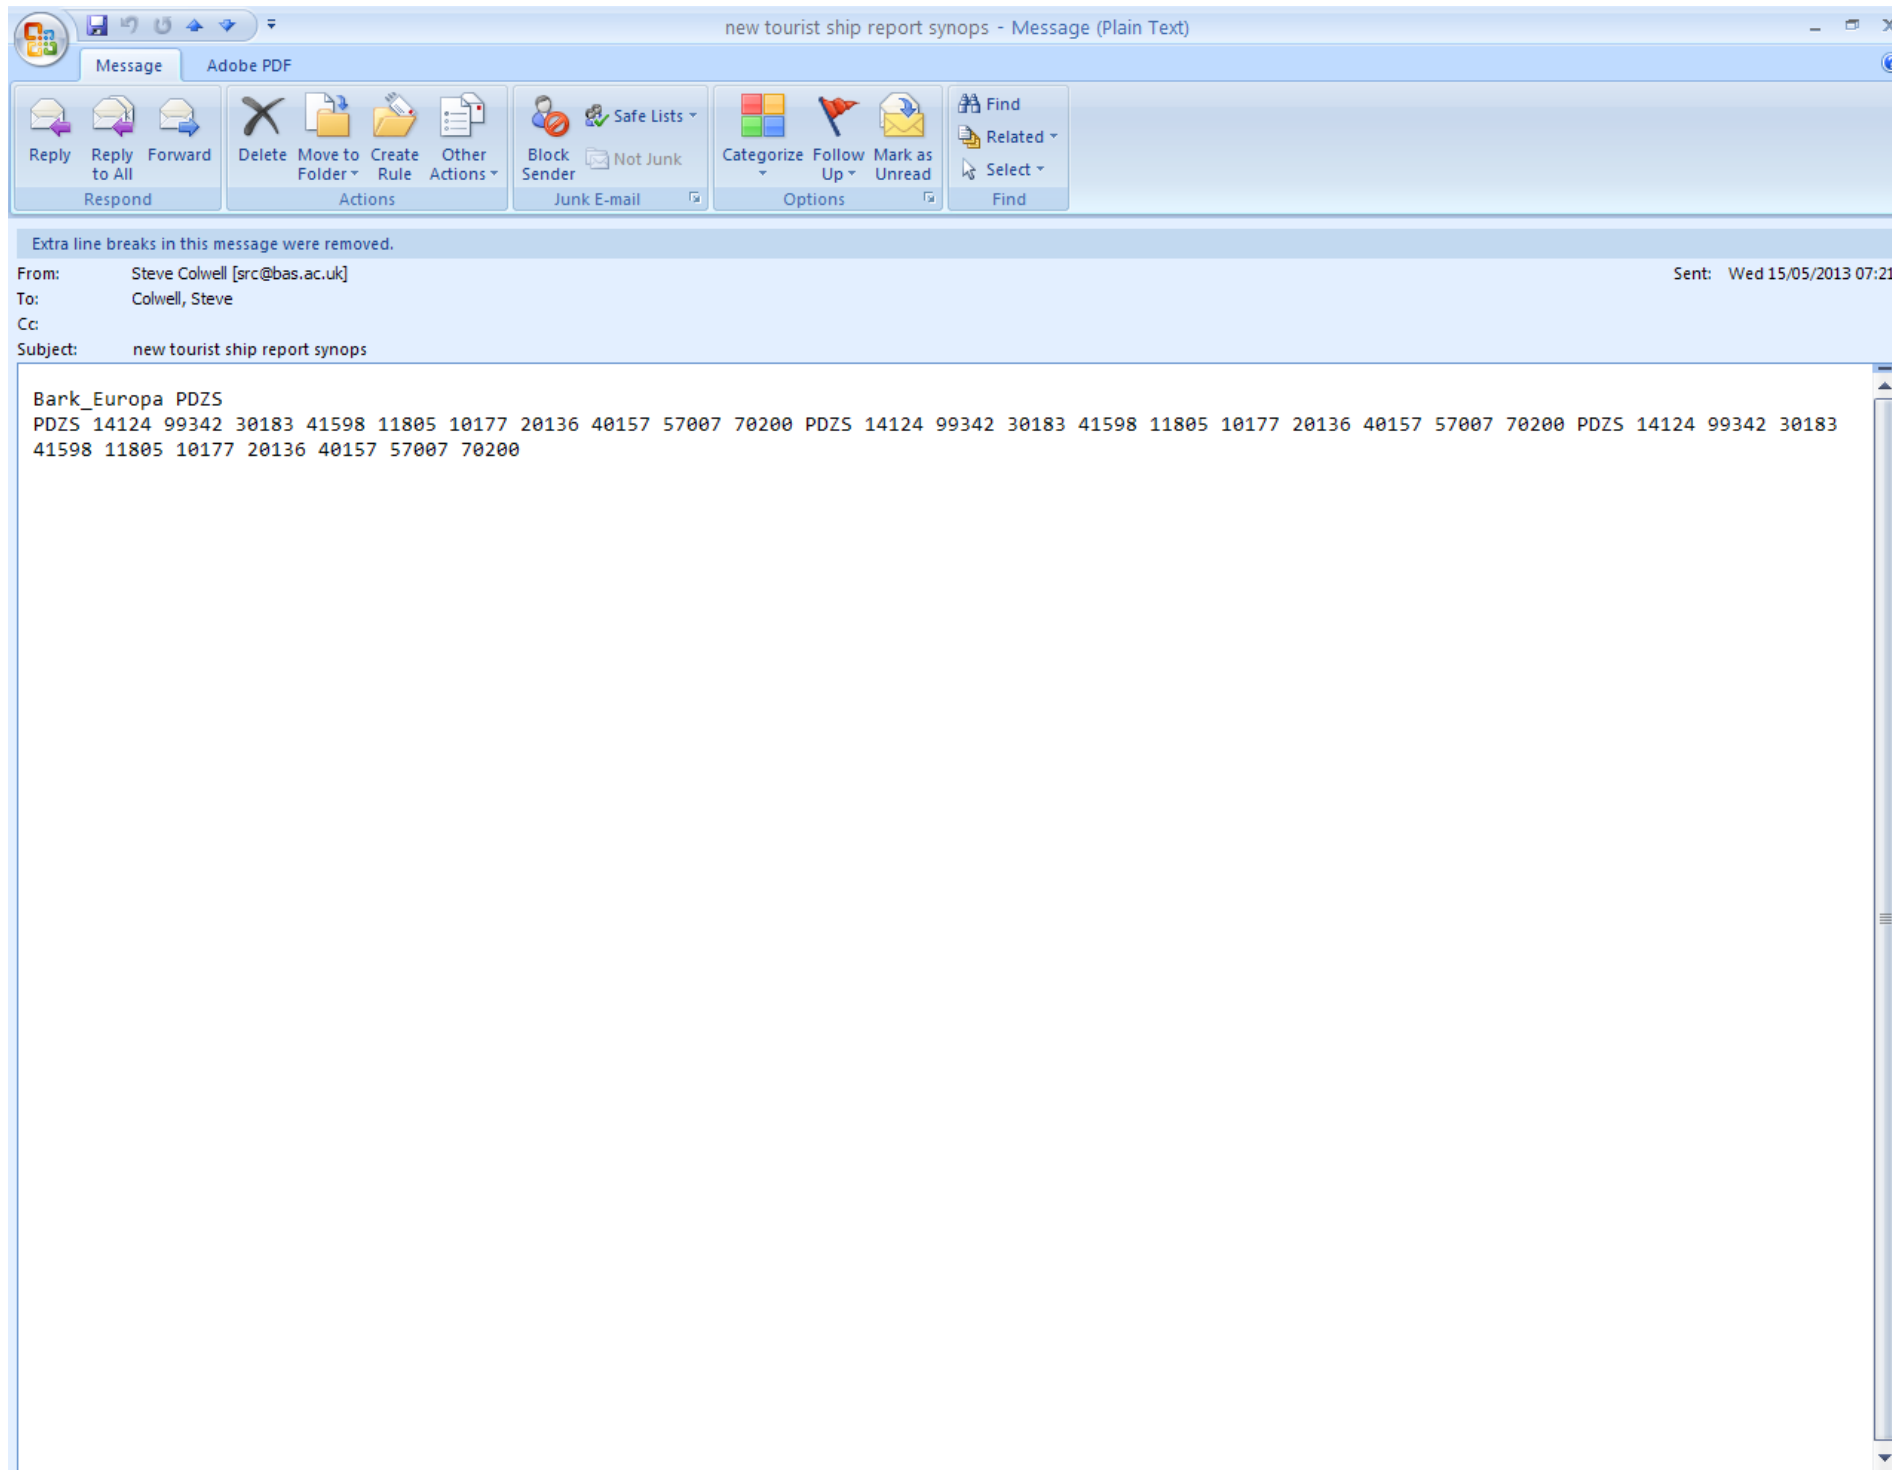 new tourist ship report synops - Message (Plain Text)
Message Adobe PDF
Reply
Reply to All
Forward
Respond
Delete
Move to Folder
Create Rule
Other Actions
Actions
Block Sender
Safe Lists
Not Junk
Junk E-mail
Categorize
Follow Up
Mark as Unread
Options
Find
Related
Select
Find
Extra line breaks in this message were removed.
From: Steve Colwell [src@bas.ac.uk] Sent: Wed 15/05/2013 07:21
To: Colwell, Steve
Cc:
Subject: new tourist ship report synops
Bark_Europa PDZS
PDZS 14124 99342 30183 41598 11805 10177 20136 40157 57007 70200 PDZS 14124 99342 30183 41598 11805 10177 20136 40157 57007 70200 PDZS 14124 99342 30183
41598 11805 10177 20136 40157 57007 70200